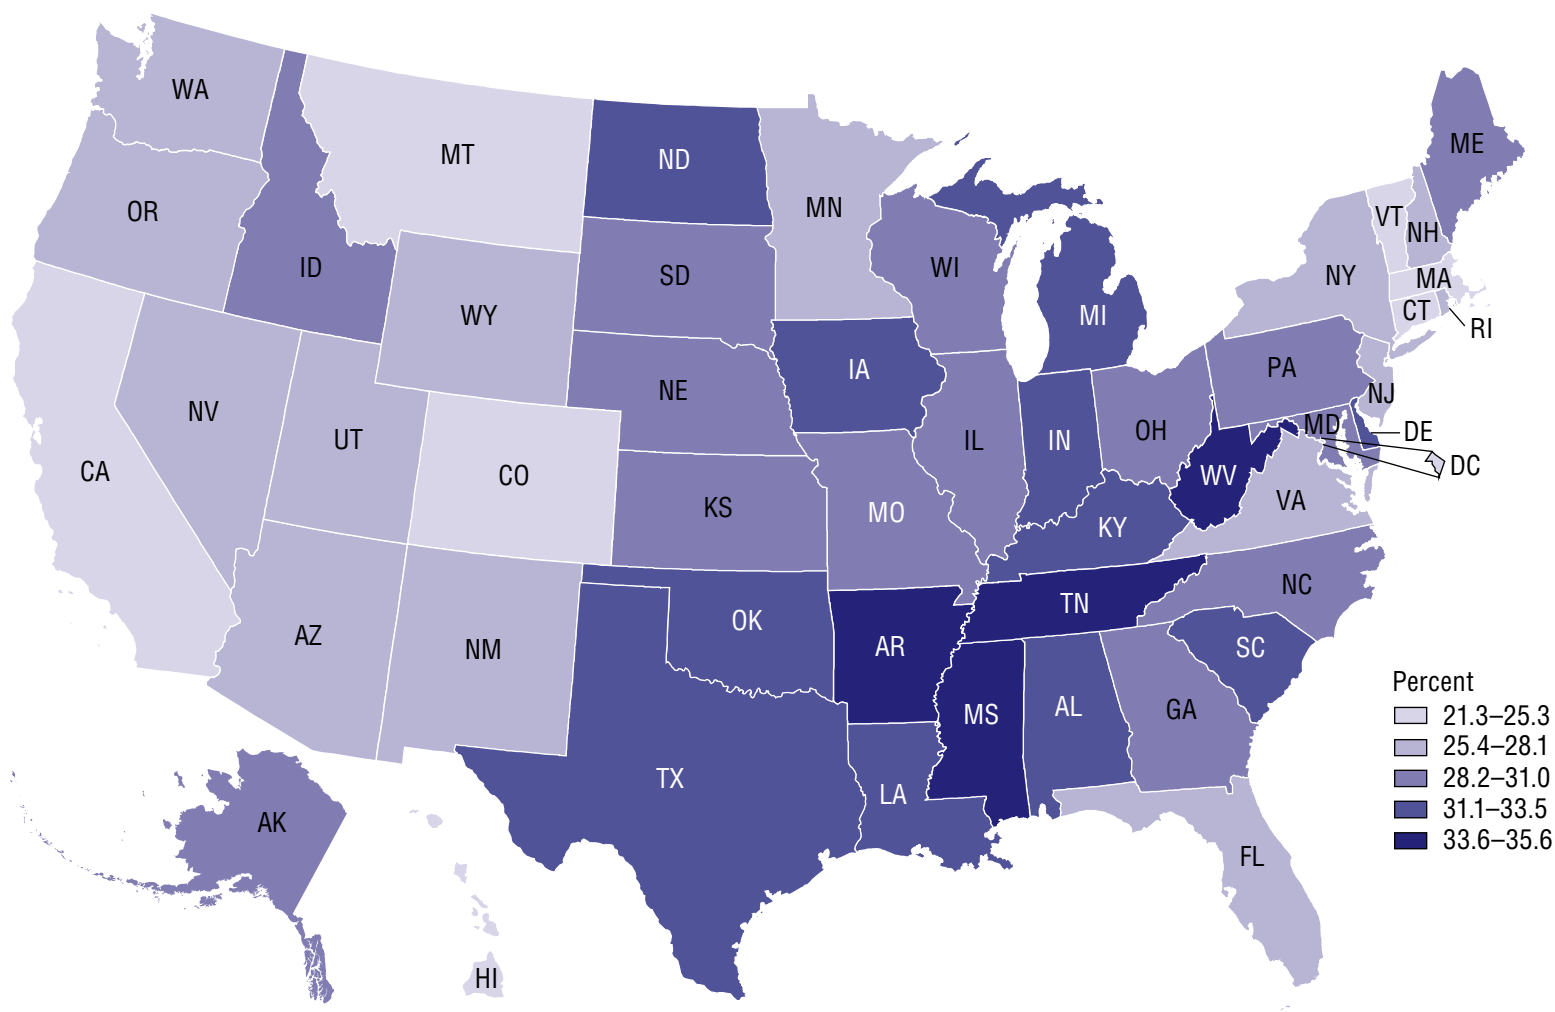 WA
MT
ND
MN
ME
OR
ID
SD
WI
VT
NH
WY
MI
NY
MA
CT
RI
IA
NE
PA
NJ
NV
UT
CO
IL
IN
OH
MD
DE
DC
CA
KS
MO
WV
VA
KY
AZ
NM
OK
AR
TN
NC
SC
TX
LA
MS
AL
GA
FL
AK
HI
Percent
21.3–25.3
25.4–28.1
28.2–31.0
31.1–33.5
33.6–35.6